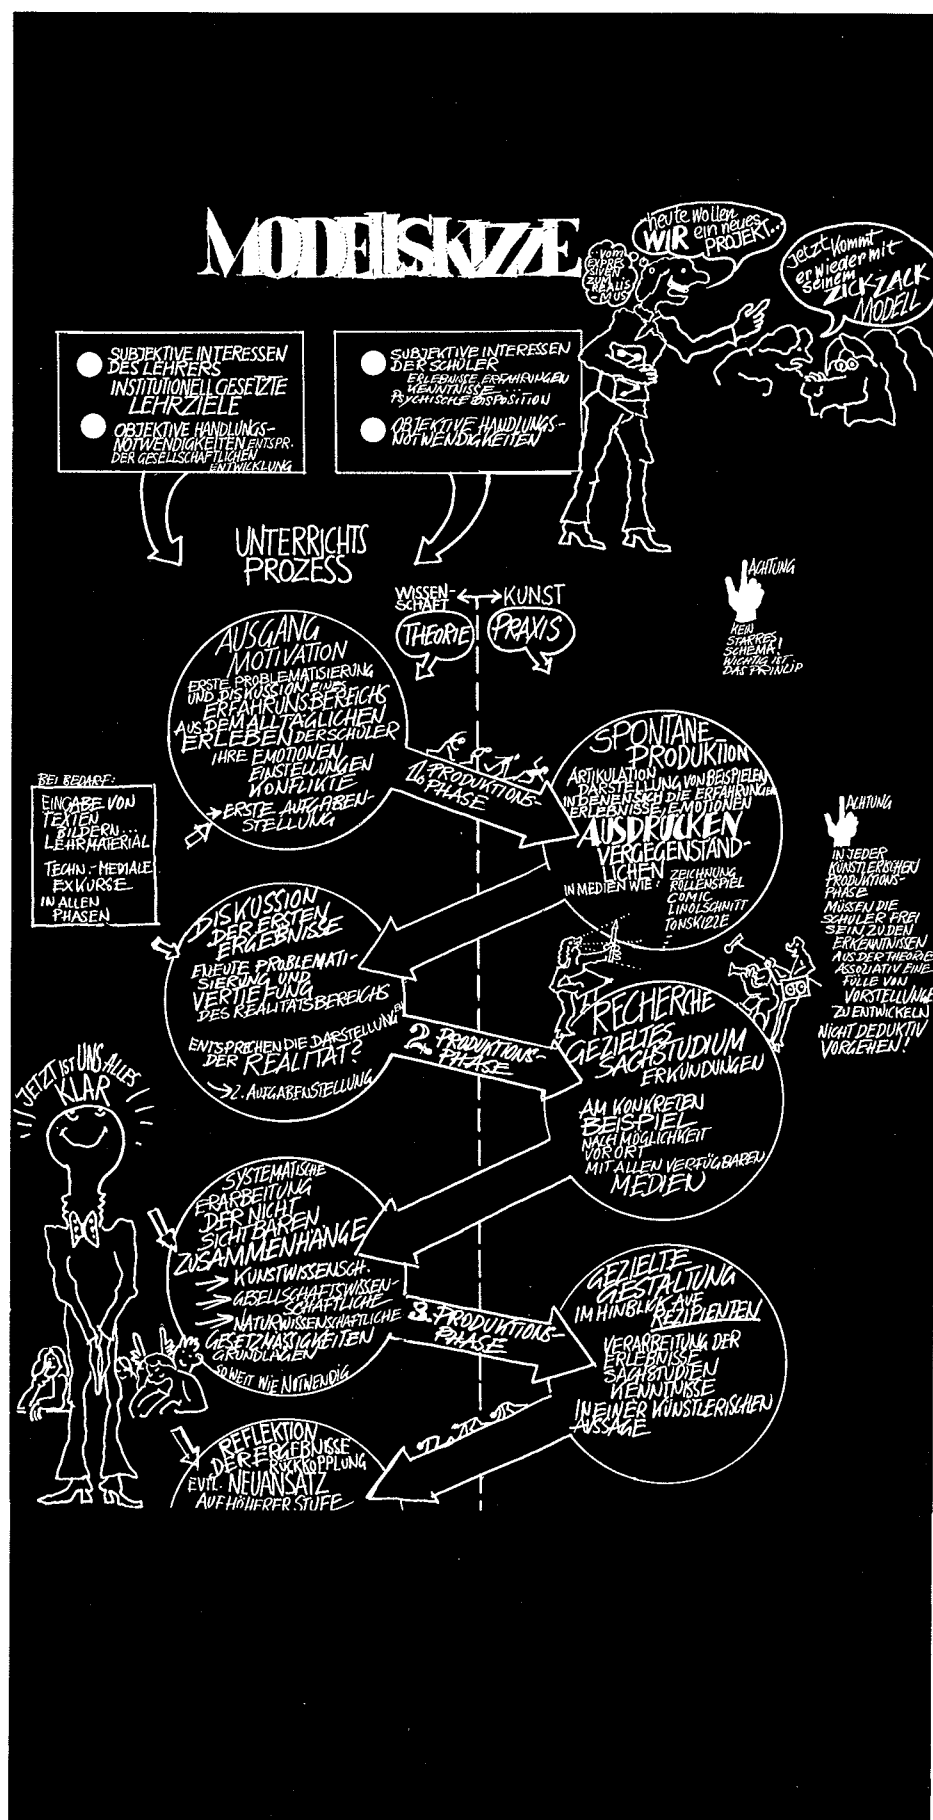 MODELLSKIZZE
heute wollen
WIR ein neues
PROJEKT...
..vom
EXPRES
SIVEN
ZUM
REALIS
-MUS
Jetzt kommt
er wieder mit
seinem
ZICKZACK
MODELL
SUBJEKTIVE INTERESSEN
DES LEHRERS
INSTITUTIONELL GESETZTE
LEHRZIELE
OBJEKTIVE HANDLUNGS-
NOTWENDIGKEITEN ENTSPR.
DER GESELLSCHAFTLICHEN
ENTWICKLUNG
SUBJEKTIVE INTERESSEN
DER SCHÜLER
ERLEBNISSE, ERFAHRUNGEN
KENNTNISSE...
PSYCHISCHE DISPOSITION
OBJEKTIVE HANDLUNGS-
NOTWENDIGKEITEN
UNTERRICHTS
PROZESS
WISSEN-
SCHAFT
KUNST
THEORIE
PRAXIS
ACHTUNG
KEIN
STARRES
SCHEMA!
WICHTIG IST
DAS PRINCIP
AUSGANG
MOTIVATION
ERSTE PROBLEMATISIERUNG
UND DISKUSSION EINES
ERFAHRUNSBEREICHS
AUS DEM ALLTÄGLICHEN
ERLEBEN DER SCHÜLER
IHRE EMOTIONEN
EINSTELLUNGEN
KONFLIKTE
ERSTE AUFGABEN-
STELLUNG
1. PRODUKTIONS-
PHASE
SPONTANE
PRODUKTION
ARTIKULATION
DARSTELLUNG VON BEISPIELEN
IN DENEN SICH DIE ERFAHRUNGEN
ERLEBNISSE, EMOTIONEN
AUSDRÜCKEN
VERGEGENSTÄND-
LICHEN
IN MEDIEN WIE: ZEICHNUNG
ROLLENSPIEL
COMIC
LINOLSCHNITT
TONSKIZZE
BEI BEDARF:
EINGABE VON
TEXTEN
BILDERN...
LEHRMATERIAL
TECHN.-MEDIALE
EXKURSE
IN ALLEN
PHASEN
ACHTUNG
IN JEDER
KÜNSTLERISCHEN
PRODUKTIONS-
PHASE
MÜSSEN DIE
SCHÜLER FREI
SEIN, ZU DEN
ERKENNTNISSEN
AUS DER THEORIE
ASSOZIATIV EINE
FÜLLE VON
VORSTELLUNGE
ZU ENTWICKELN
NICHT DEDUKTIV
VORGEHEN!
DISKUSSION
DER ERSTEN
ERGEBNISSE
ENEUTE PROBLEMATI-
SIERUNG UND
VERTIEFUNG
DES REALITÄTSBEREICHS
ENTSPRECHEN DIE DARSTELLUNGEN
DER REALITÄT?
2. AUFGABENSTELLUNG
2. PRODUKTIONS-
PHASE
RECHERCHE
GEZIELTES
SACHSTUDIUM
ERKUNDUNGEN
AM KONKRETEN
BEISPIEL
NACH MÖGLICHKEIT
VOR ORT
MIT ALLEN VERFÜGBAREN
MEDIEN
JETZT IST UNS ALLES
KLAR
SYSTEMATISCHE
ERARBEITUNG
DER NICHT
SICHTBAREN
ZUSAMMENHÄNGE
KUNSTWISSENSCH.
GESELLSCHAFTSWISSEN-
SCHAFTLICHE
NATURWISSENSCHAFTLICHE
GESETZMÄSSIGKEITEN
GRUNDLAGEN
SOWEIT WIE NOTWENDIG
3. PRODUKTIONS-
PHASE
GEZIELTE
GESTALTUNG
IM HINBLICK AUF
REZIPIENTEN
VERARBEITUNG DER
ERLEBNISSE
SACHSTUDIEN
KENNTNISSE
IN EINER KÜNSTLERISCHEN
AUSSAGE
REFLEKTION
DER ERGEBNISSE
RÜCKKOPPLUNG
EVTL. NEUANSATZ
AUF HÖHERER STUFE